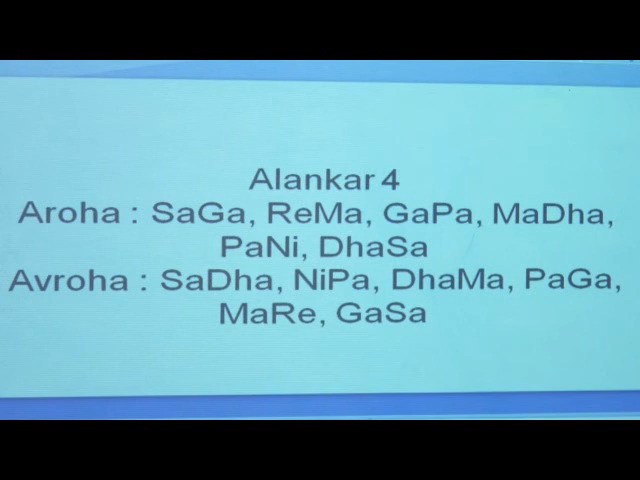 Alankar 4
Aroha : SaGa, ReMa, GaPa, MaDha,
PaNi, DhaSa
Avroha : SaDha, NiPa, DhaMa, PaGa,
MaRe, GaSa